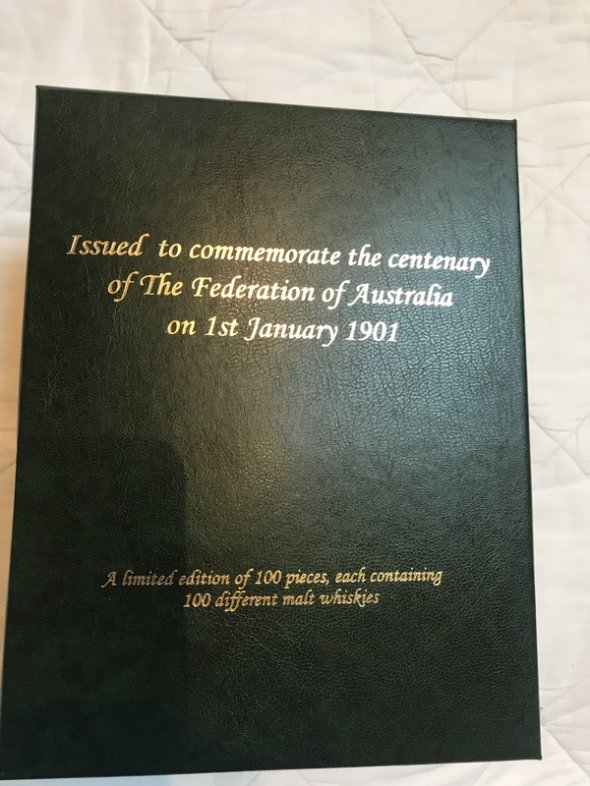 Issued to commemorate the centenary
of The Federation of Australia
on 1st January 1901
A limited edition of 100 pieces, each containing
100 different malt whiskies